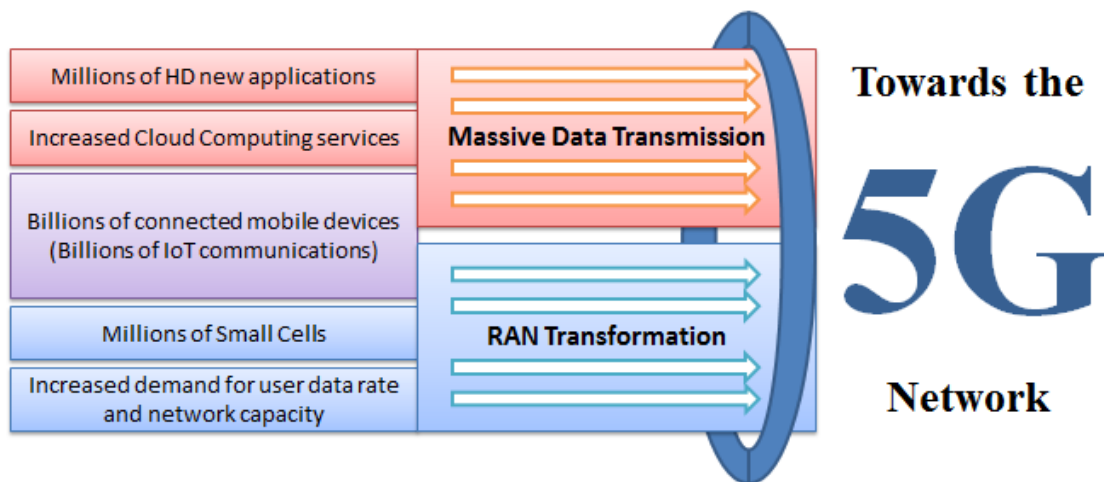 Millions of HD new applications
Increased Cloud Computing services
Billions of connected mobile devices
(Billions of IoT communications)
Millions of Small Cells
Increased demand for user data rate
and network capacity
Massive Data Transmission
RAN Transformation
Towards the
5G
Network